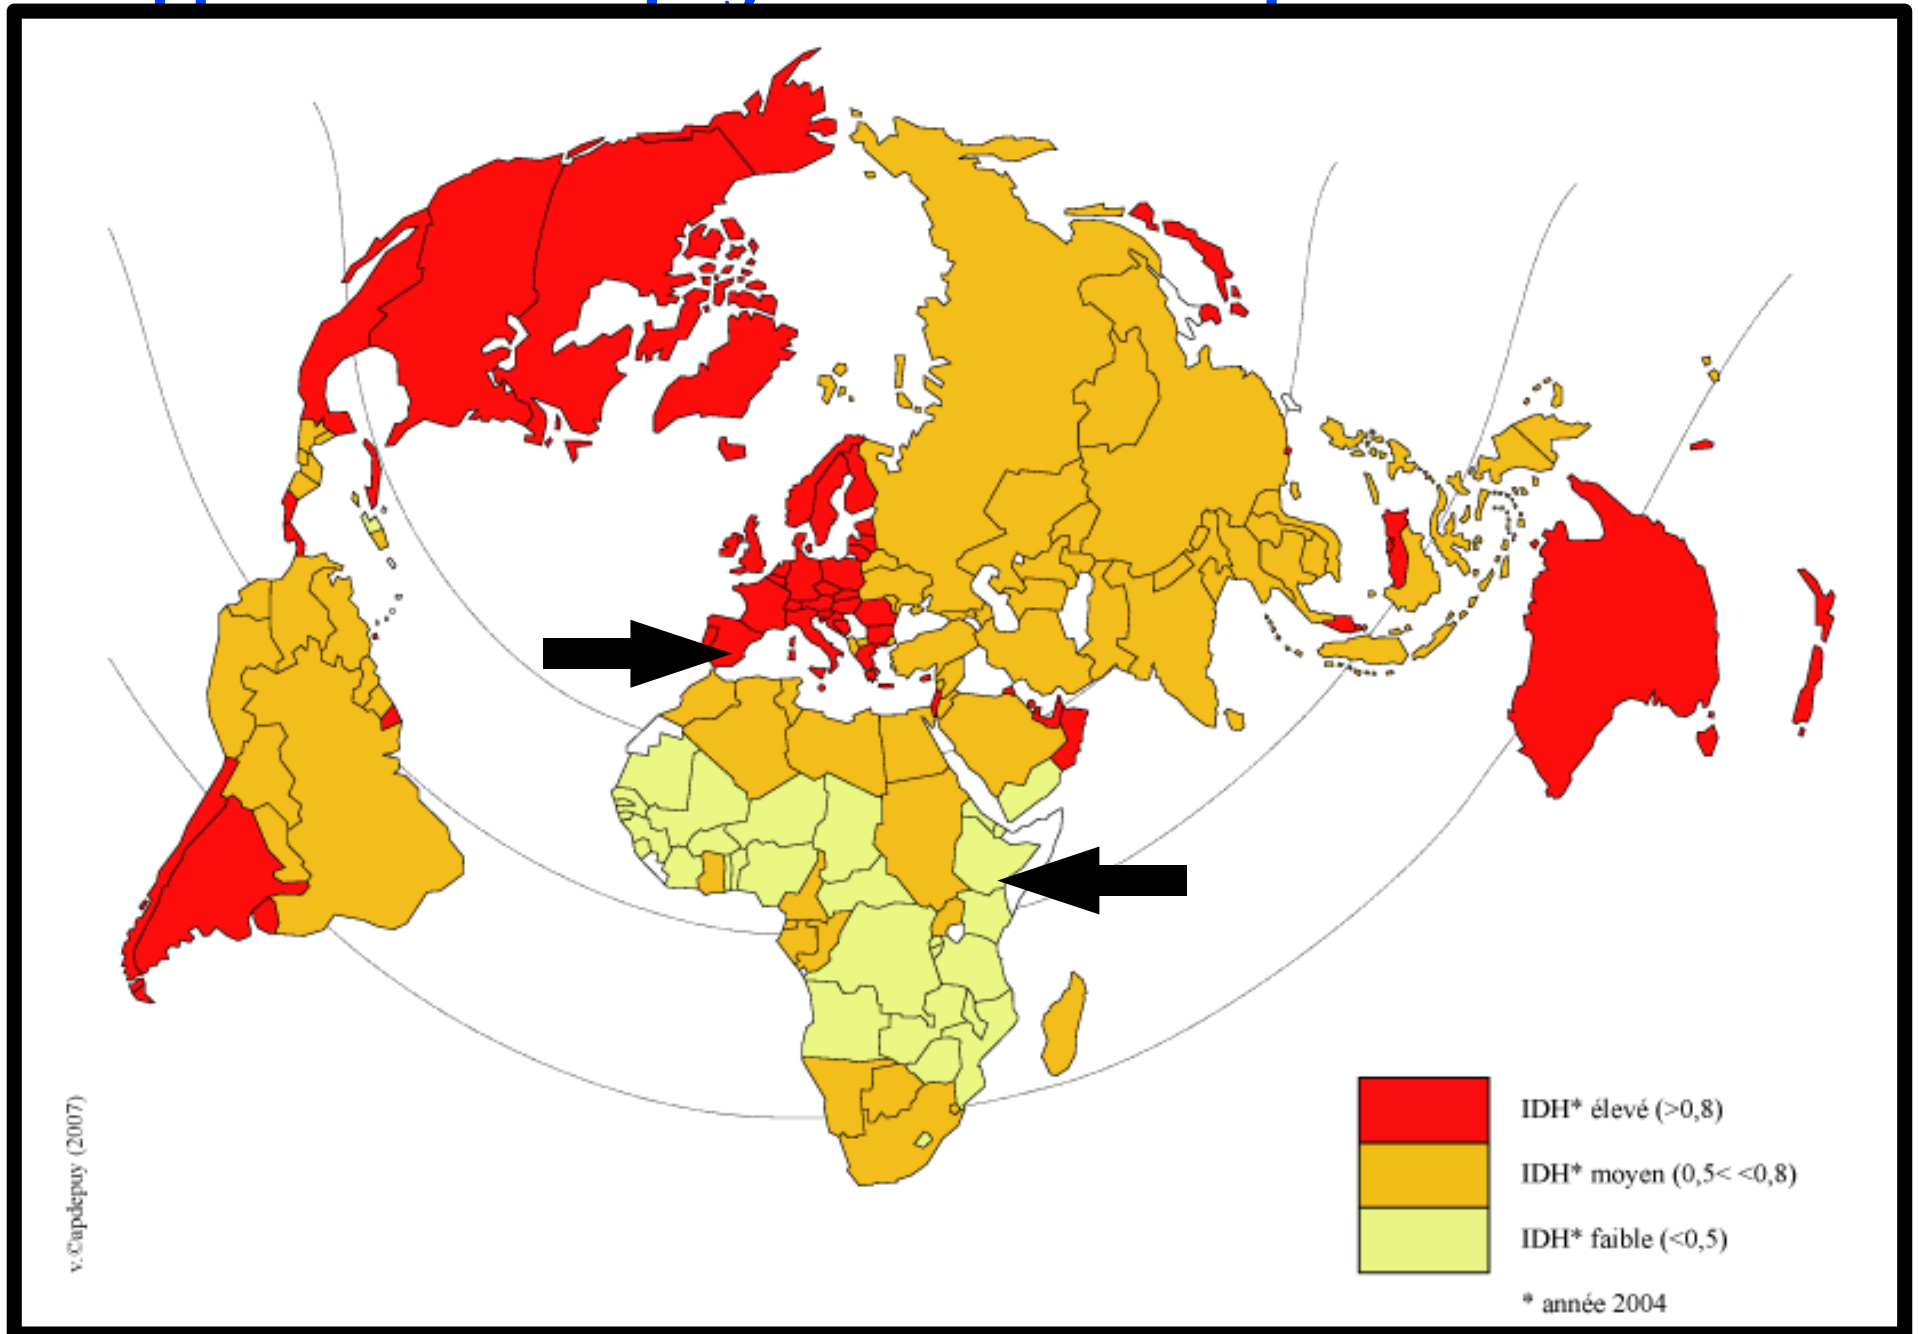 IDH* élevé (>0,8)
IDH* moyen (0,5< <0,8)
IDH* faible (<0,5)
* année 2004
v.Capdepuy (2007)